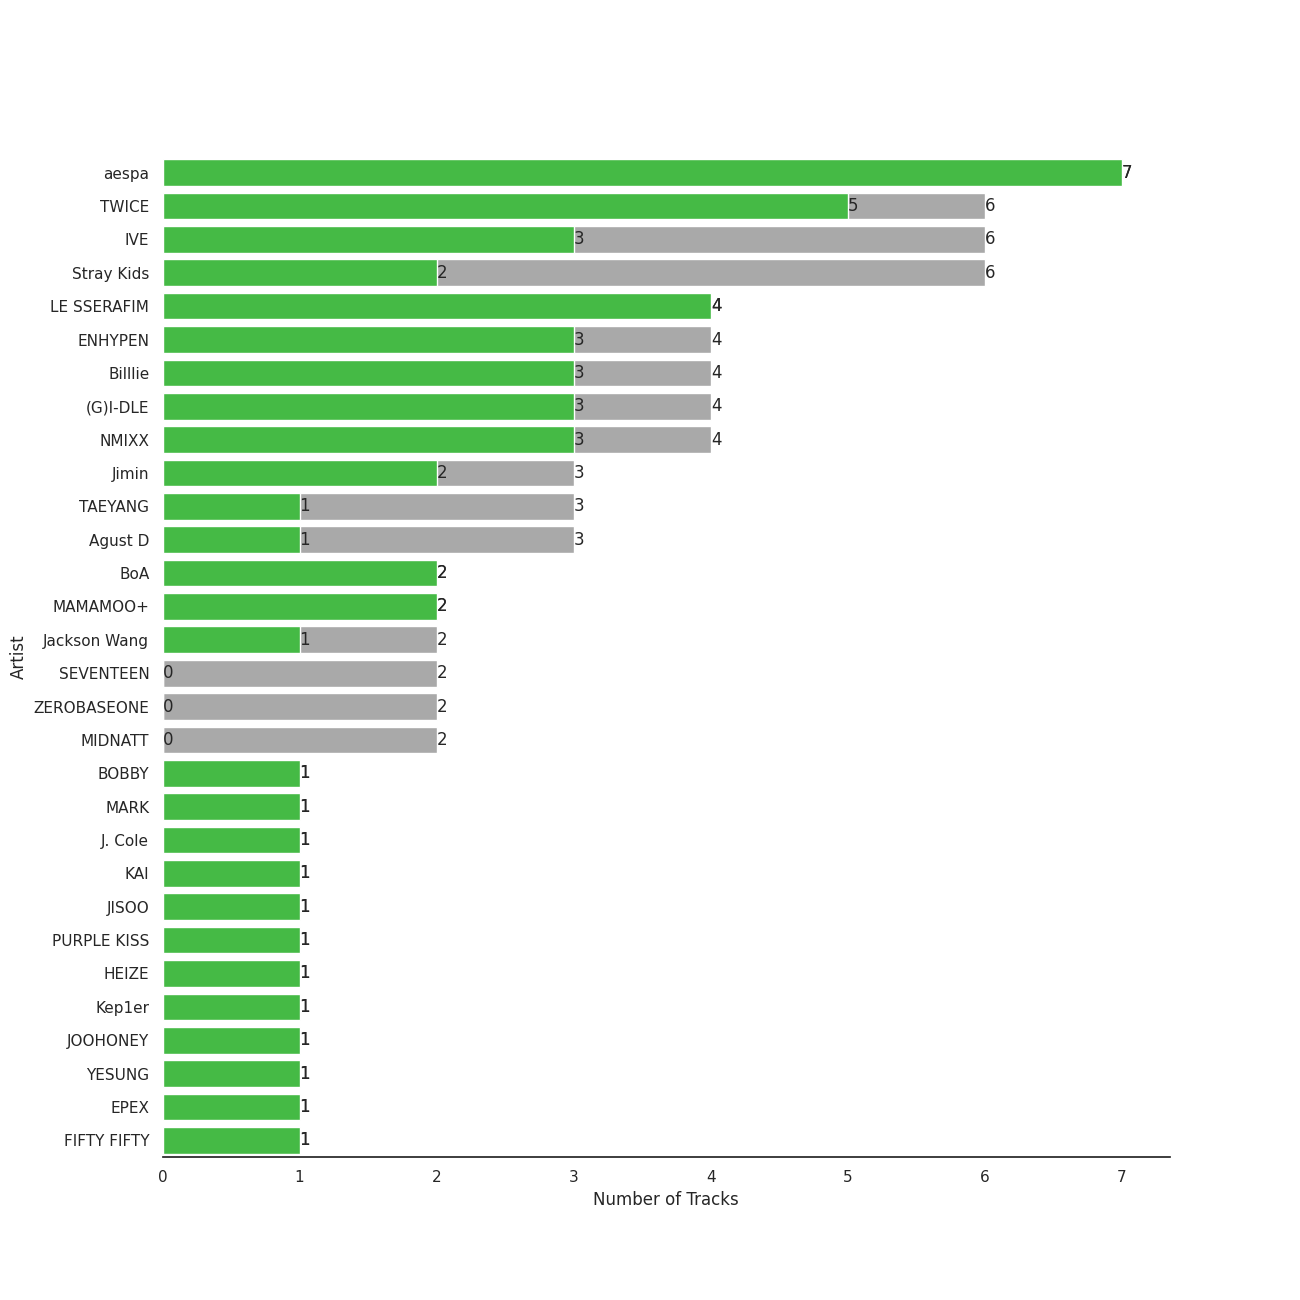 aespa 7
TWICE 5 6
IVE 3 6
Stray Kids 2 6
LE SSERAFIM 4
ENHYPEN 3 4
Billlie 3 4
(G)I-DLE 3 4
NMIXX 3 4
Jimin 2 3
TAEYANG 1 3
Agust D 1 3
BoA 2
MAMAMOO+ 2
Jackson Wang 1 2
SEVENTEEN 0 2
ZEROBASEONE 0 2
MIDNATT 0 2
BOBBY 1
MARK 1
J. Cole 1
KAI 1
JISOO 1
PURPLE KISS 1
HEIZE 1
Kep1er 1
JOOHONEY 1
YESUNG 1
EPEX 1
FIFTY FIFTY 1
Artist
0 1 2 3 4 5 6 7
Number of Tracks